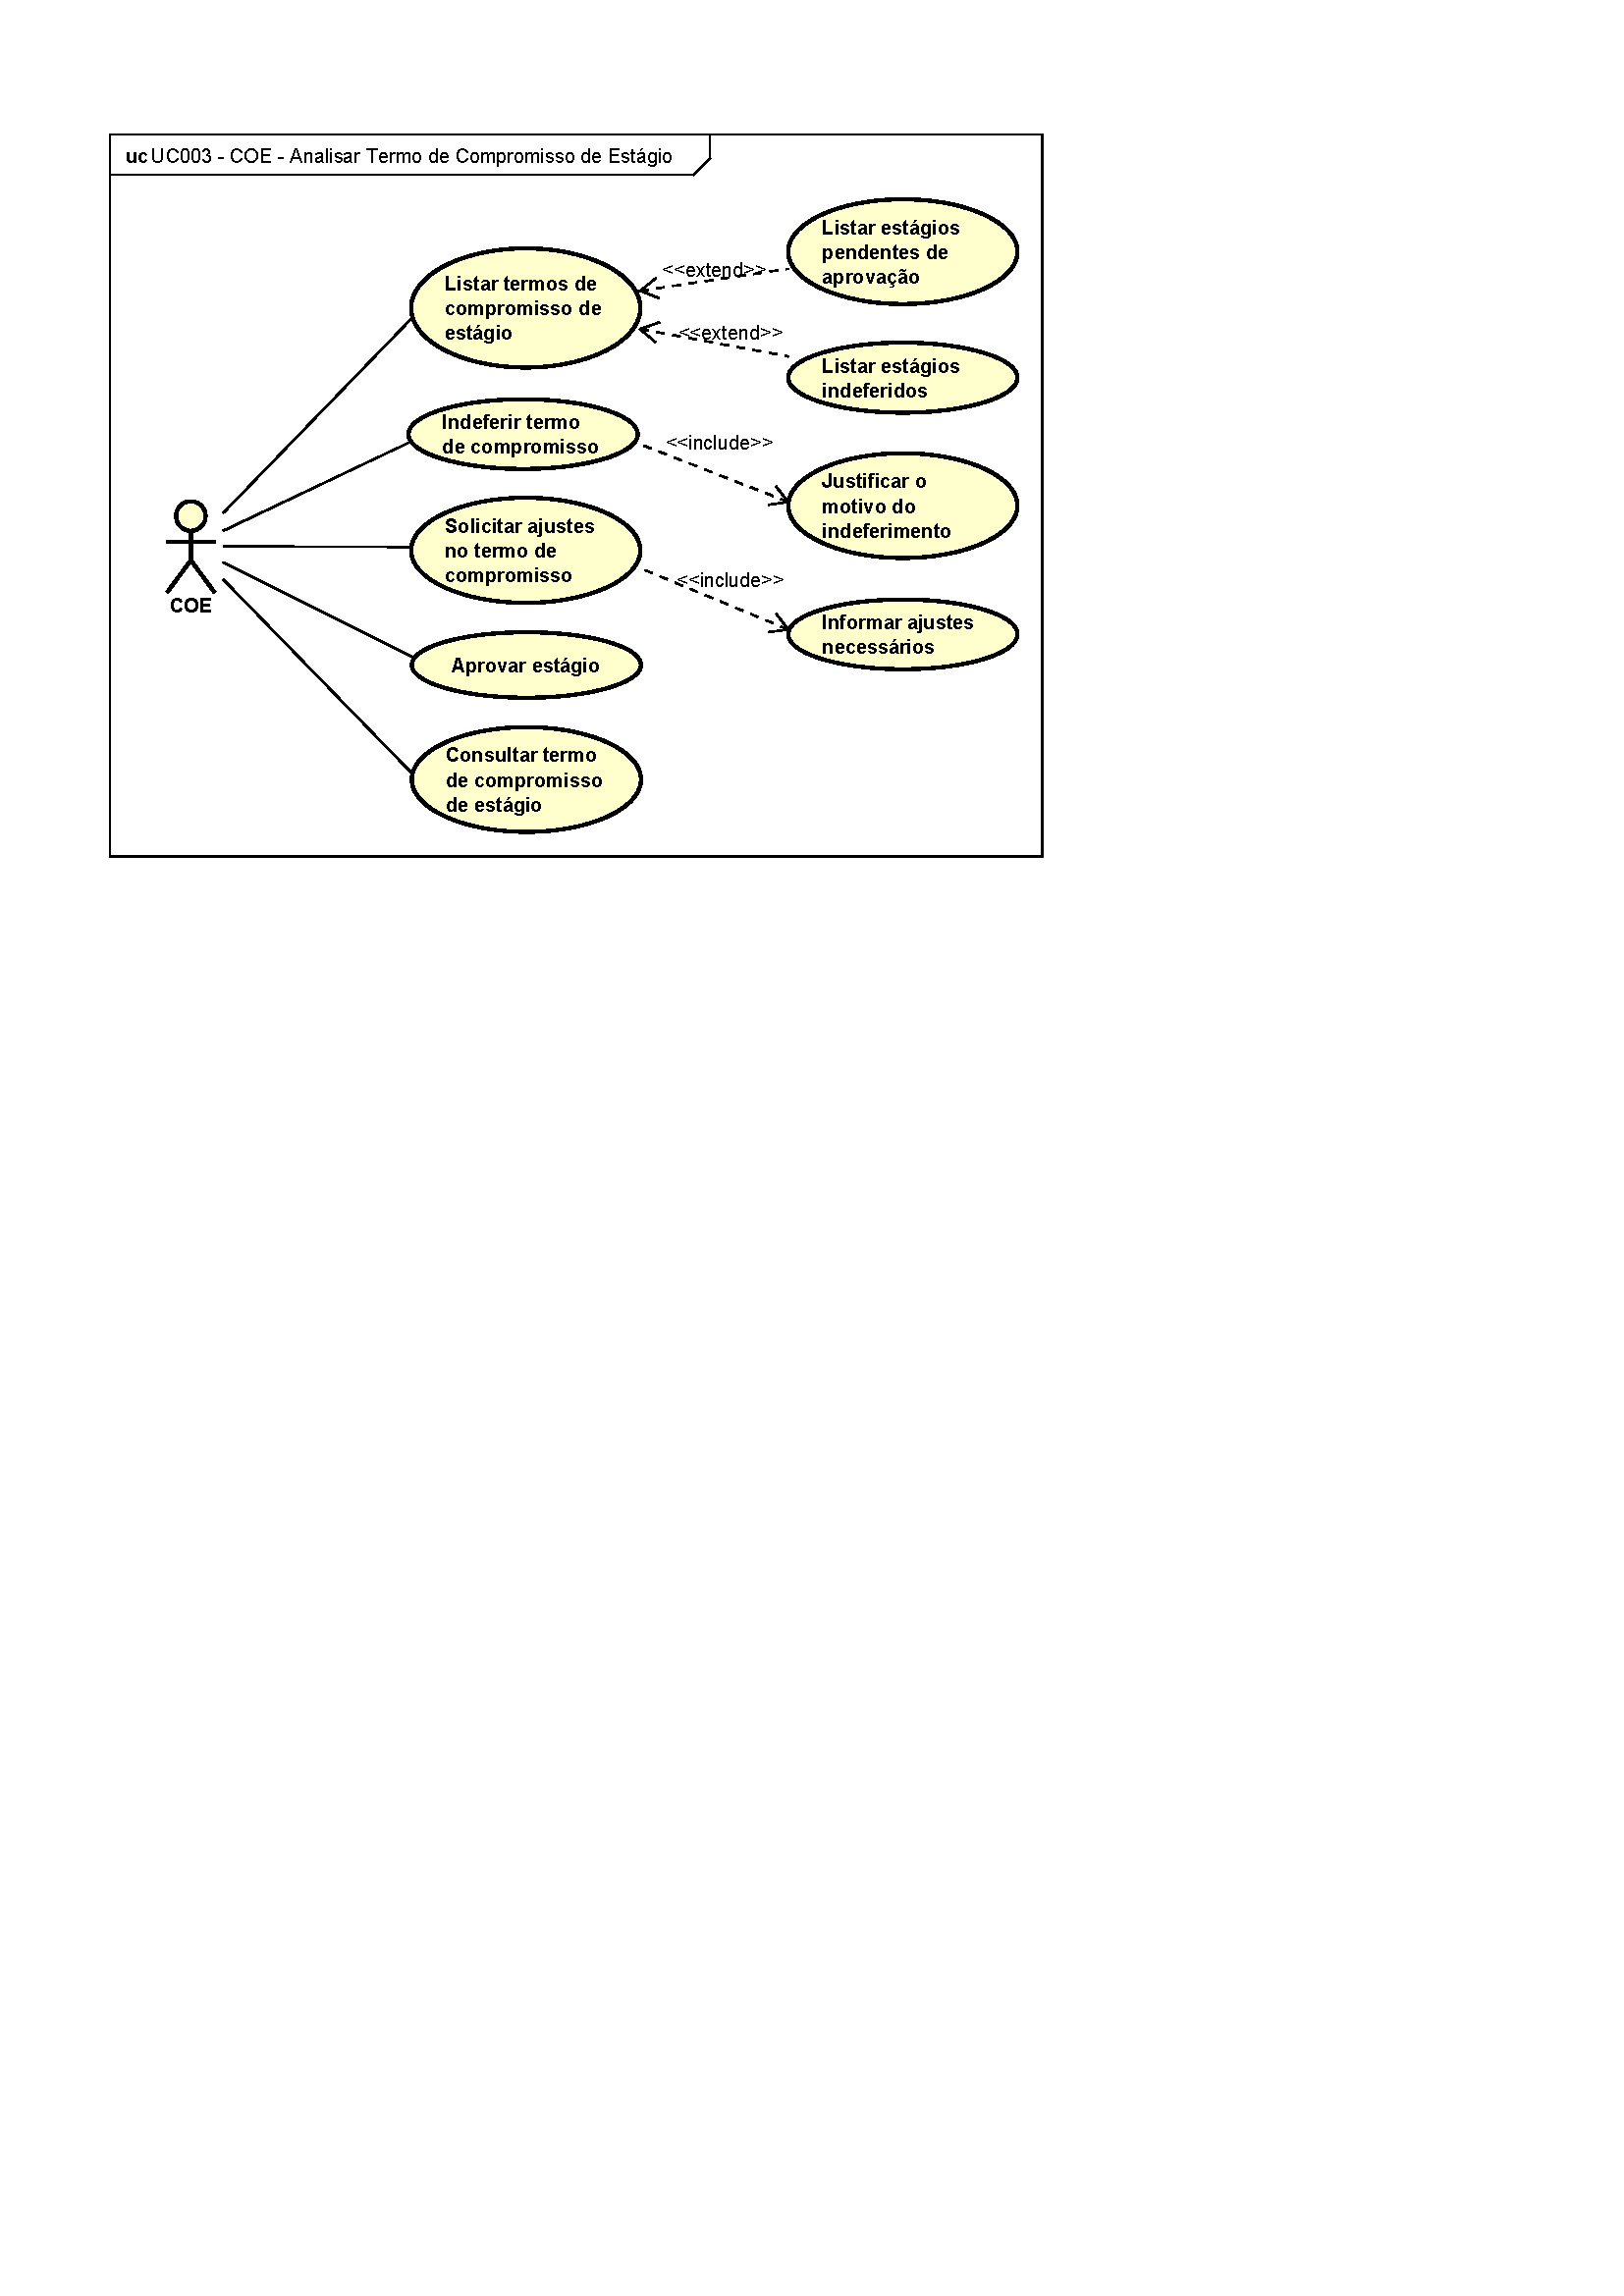 uc UC003 - COE - Analisar Termo de Compromisso de Estágio
Listar termos de
compromisso de
estágio
<<extend>>
Listar estágios
pendentes de
aprovação
<<extend>>
Listar estágios
indeferidos
Indeferir termo
de compromisso
<<include>>
Justificar o
motivo do
indeferimento
COE
Solicitar ajustes
no termo de
compromisso
<<include>>
Informar ajustes
necessários
Aprovar estágio
Consultar termo
de compromisso
de estágio